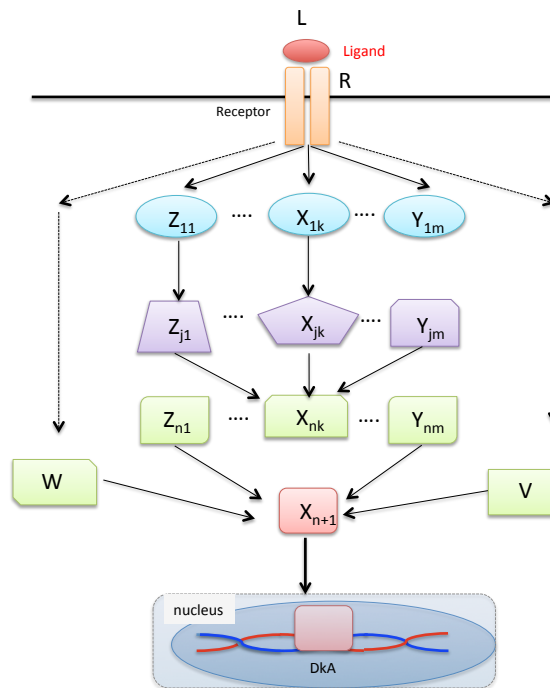 L
Ligand
R
Receptor
Z11 .... X1k .... Y1m
Zj1 .... Xjk .... Yjm
Zn1 .... Xnk .... Ynm
W
V
Xn+1
nucleus
DkA